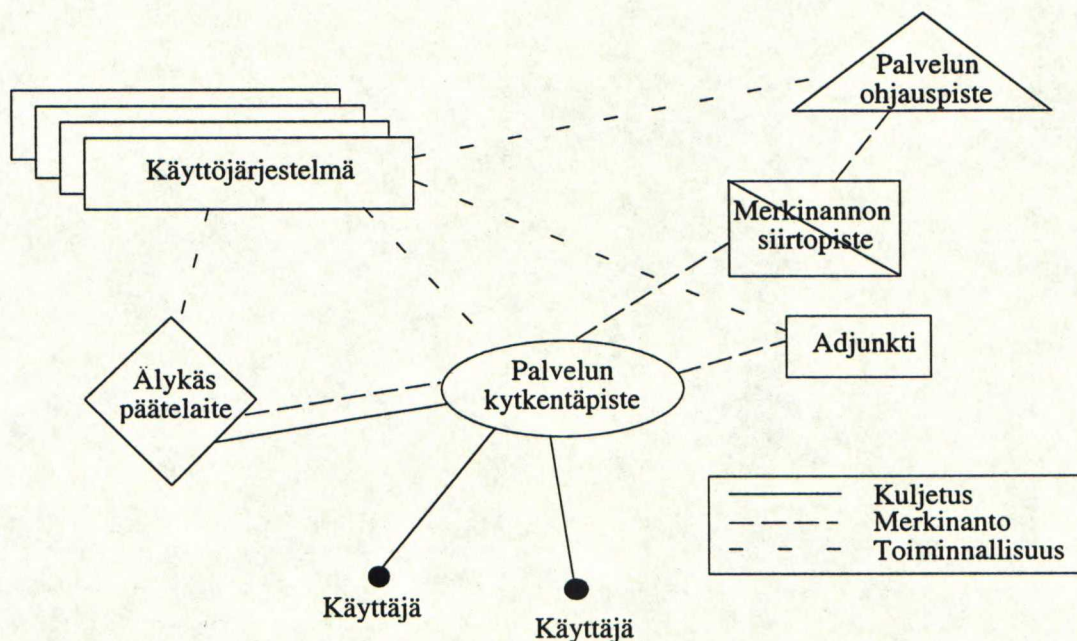 Palvelun
ohjauspiste
Käyttöjärjestelmä
Merkinannon
siirtopiste
Adjunkti
Älykäs
päätelaite
Palvelun
kytkentäpiste
Kuljetus
Merkinanto
Toiminnallisuus
Käyttäjä
Käyttäjä